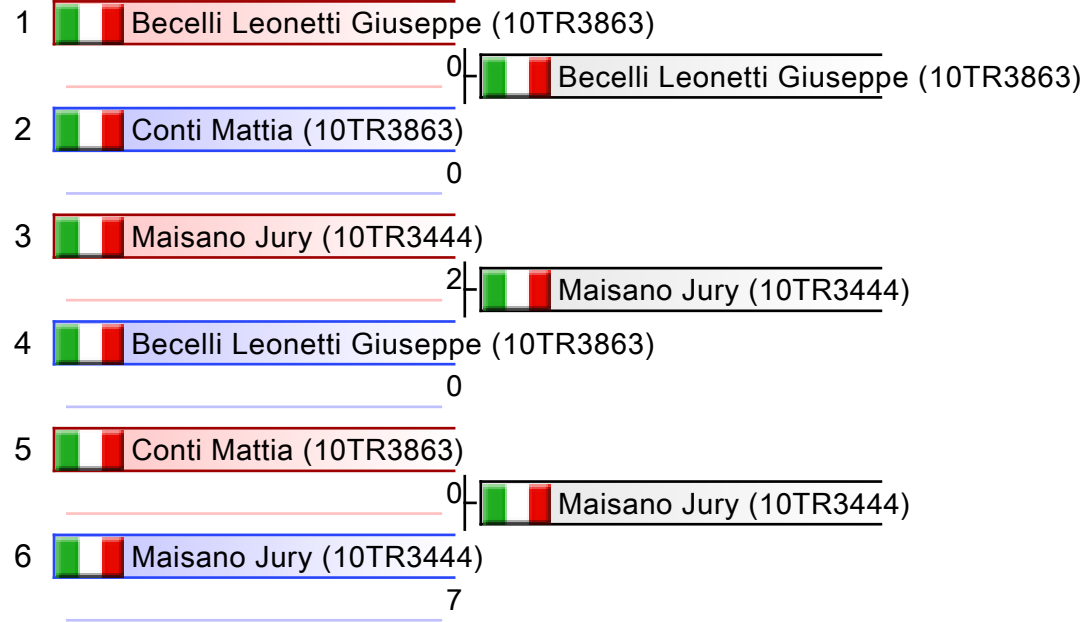 1 Becelli Leonetti Giuseppe (10TR3863)
0 Becelli Leonetti Giuseppe (10TR3863)
2 Conti Mattia (10TR3863)
0
3 Maisano Jury (10TR3444)
2 Maisano Jury (10TR3444)
4 Becelli Leonetti Giuseppe (10TR3863)
0
5 Conti Mattia (10TR3863)
0 Maisano Jury (10TR3444)
6 Maisano Jury (10TR3444)
7